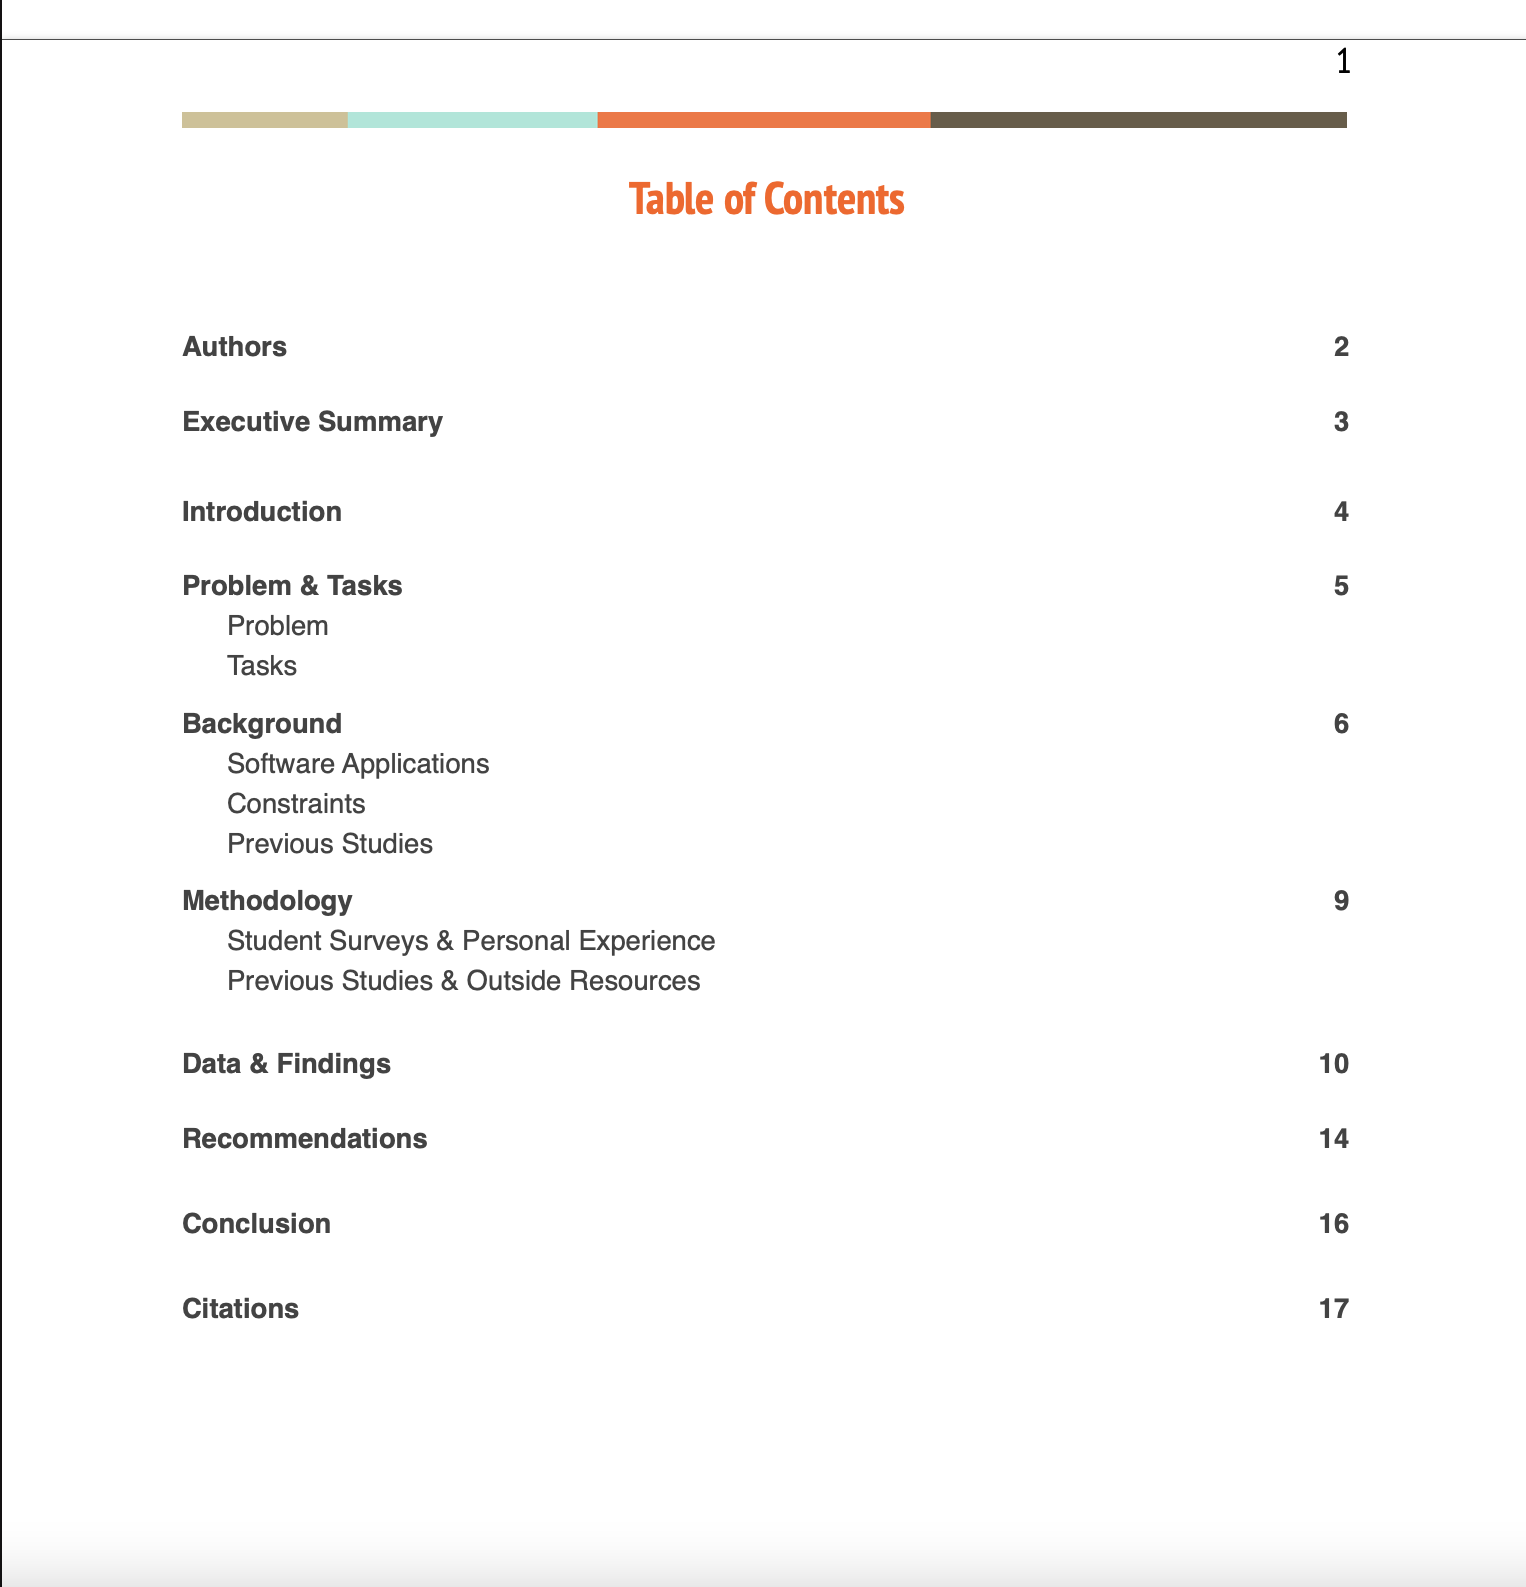 1
Table of Contents
Authors 2
Executive Summary 3
Introduction 4
Problem & Tasks 5
Problem
Tasks
Background 6
Software Applications
Constraints
Previous Studies
Methodology 9
Student Surveys & Personal Experience
Previous Studies & Outside Resources
Data & Findings 10
Recommendations 14
Conclusion 16
Citations 17